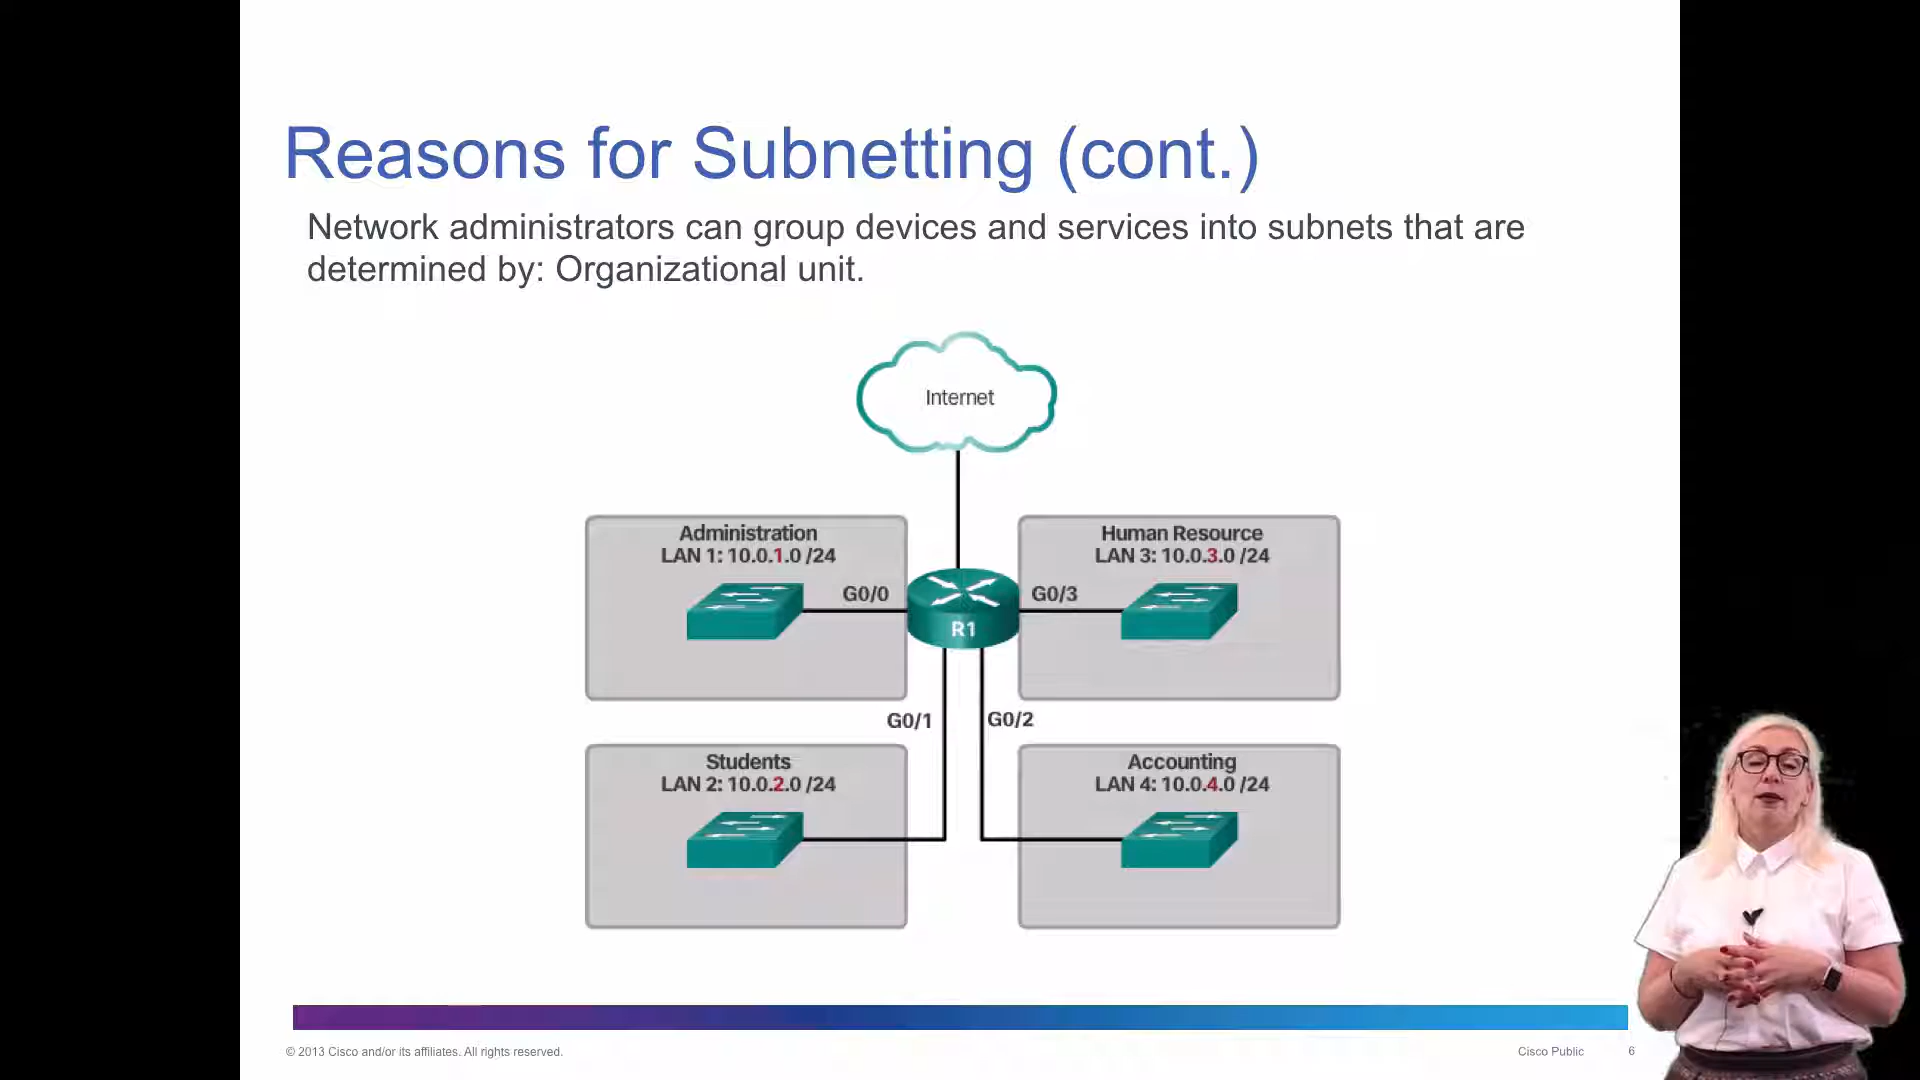 Reasons for Subnetting (cont.)
Network administrators can group devices and services into subnets that are
determined by: Organizational unit.
Internet
Administration
LAN 1: 10.0.1.0 /24
G0/0
Human Resource
LAN 3: 10.0.3.0 /24
G0/3
R1
G0/1
G0/2
Students
LAN 2: 10.0.2.0 /24
Accounting
LAN 4: 10.0.4.0 /24
© 2013 Cisco and/or its affiliates. All rights reserved.
Cisco Public
6